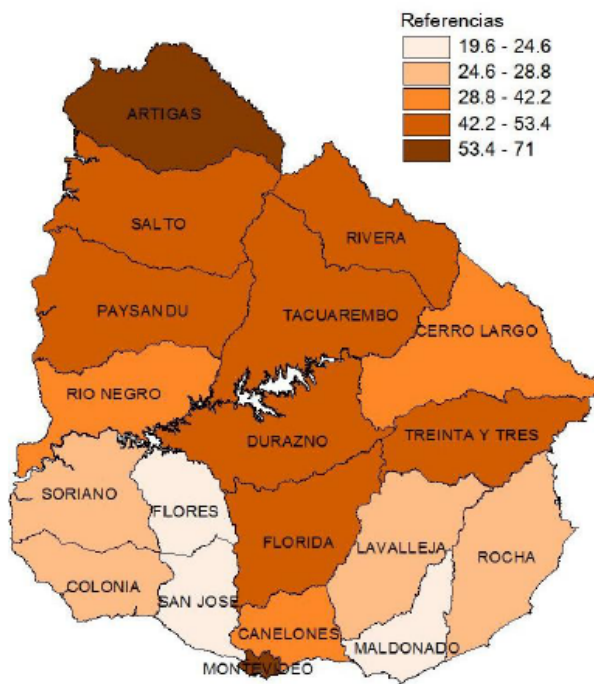 Referencias
19.6 - 24.6
24.6 - 28.8
28.8 - 42.2
42.2 - 53.4
53.4 - 71
ARTIGAS
SALTO
RIVERA
PAYSANDU
TACUAREMBO
CERRO LARGO
RIO NEGRO
DURAZNO
TREINTA Y TRES
SORIANO
FLORES
FLORIDA
LAVALLEJA
ROCHA
COLONIA
SAN JOSE
CANELONES
MALDONADO
MONTEVIDEO